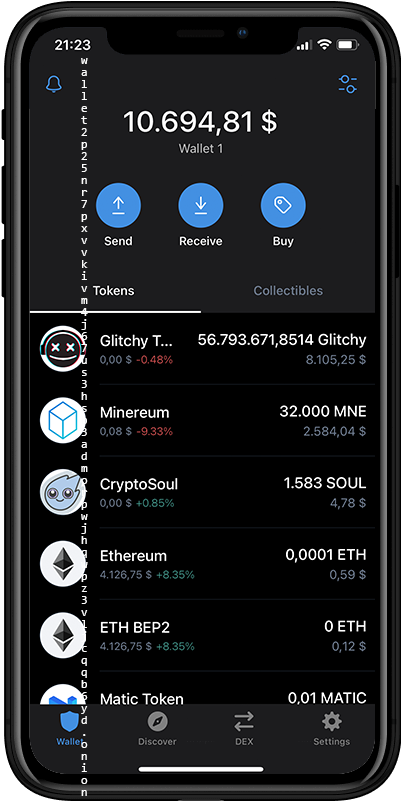 21:23
10.694,81 $
Wallet 1
Send Receive Buy
Tokens Collectibles
Glitchy T... 56.793.671,8514 Glitchy
0,00 $ -0.48% 8.105,25 $
Minereum 32.000 MNE
0,08 $ -9.33% 2.584,04 $
CryptoSoul 1.583 SOUL
0,00 $ +0.85% 4,78 $
Ethereum 0,0001 ETH
4.126,75 $ +8.35% 0,59 $
ETH BEP2 0 ETH
4.126,75 $ +8.35% 0,12 $
Matic Token 0,01 MATIC
Wallet Discover DEX Settings